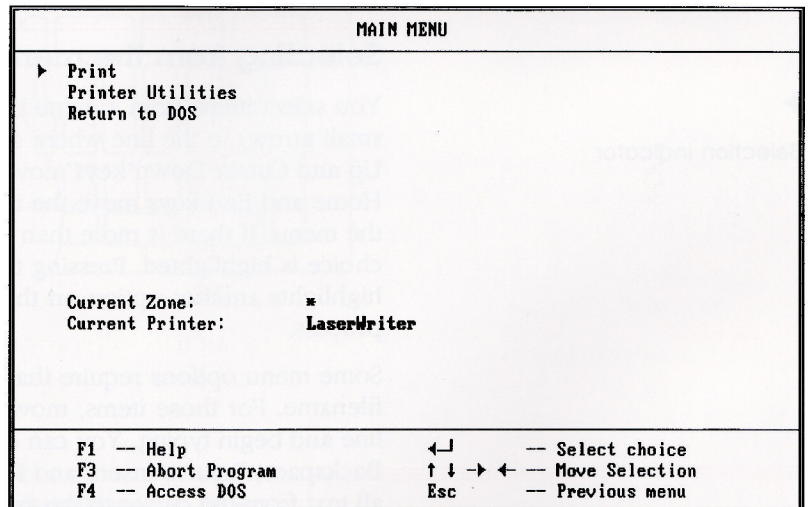 MAIN MENU
Print
Printer Utilities
Return to DOS
Current Zone: *
Current Printer: LaserWriter
F1 -- Help
F3 -- Abort Program
F4 -- Access DOS
-- Select choice
-- Move Selection
Esc -- Previous menu